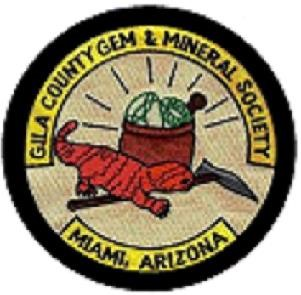 GILA COUNTY GEM & MINERAL SOCIETY
MIAMI, ARIZONA